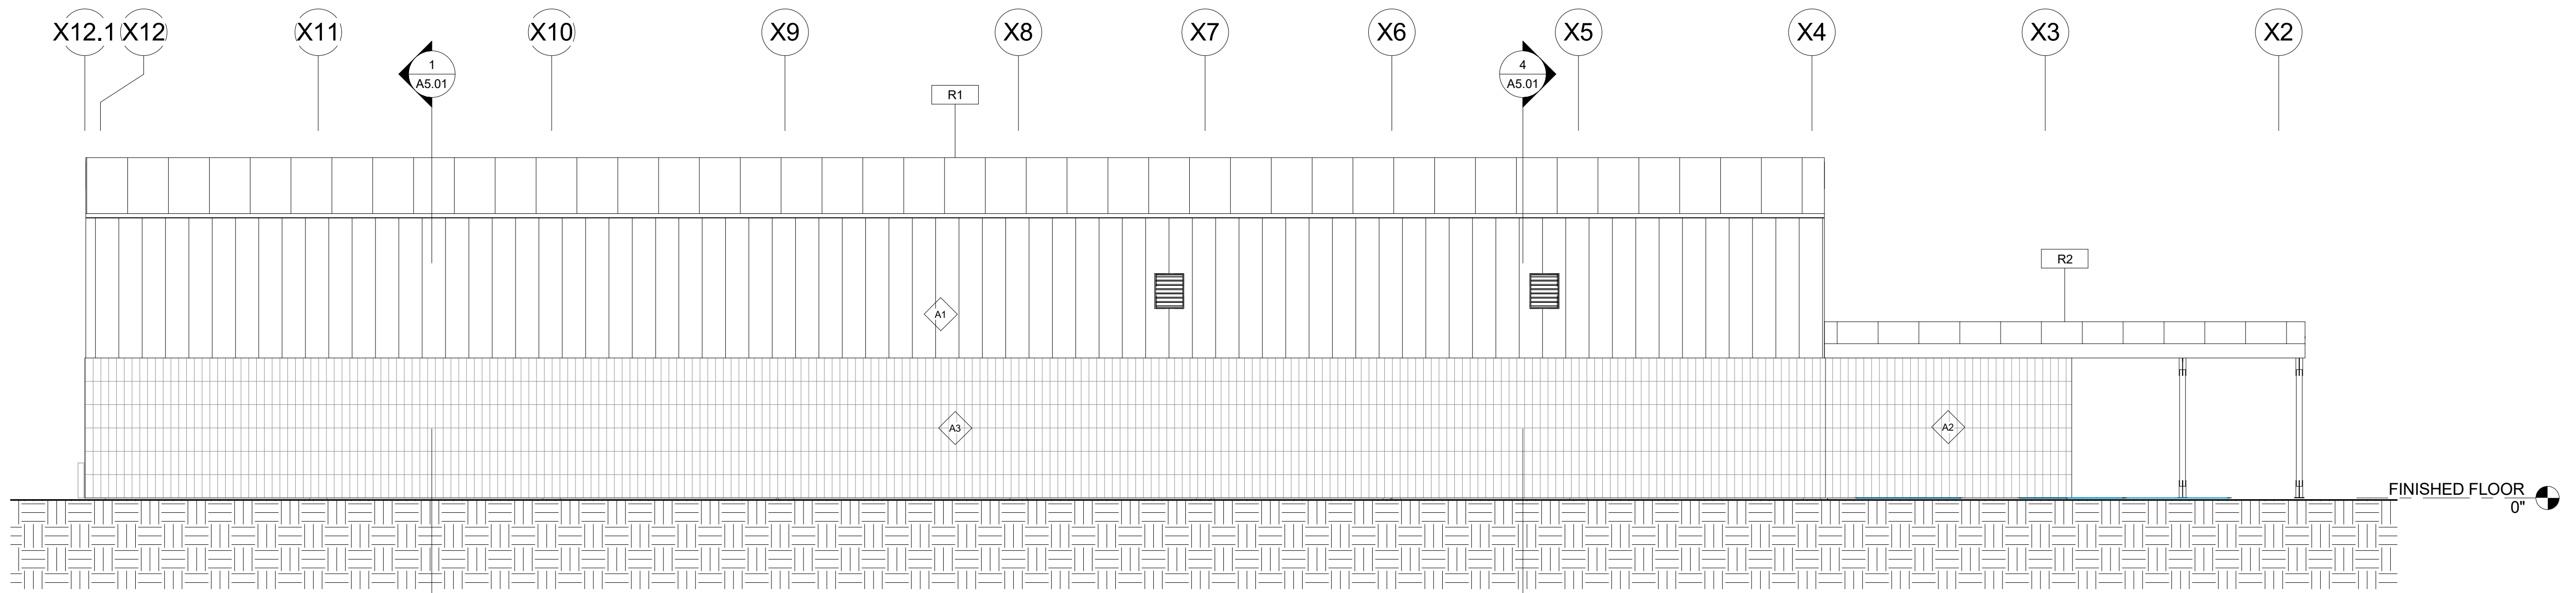 X12.1
X12
X11
X10
X9
X8
X7
X6
X5
X4
X3
X2
1
A5.01
4
A5.01
R1
R2
A1
A3
A2
FINISHED FLOOR
0"